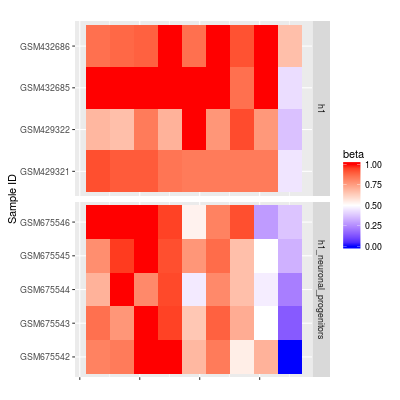 GSM432686
GSM432685
GSM429322
GSM429321
h1
GSM675546
GSM675545
GSM675544
GSM675543
GSM675542
h1_neuronal_progenitors
Sample ID
beta
1.00
0.75
0.50
0.25
0.00